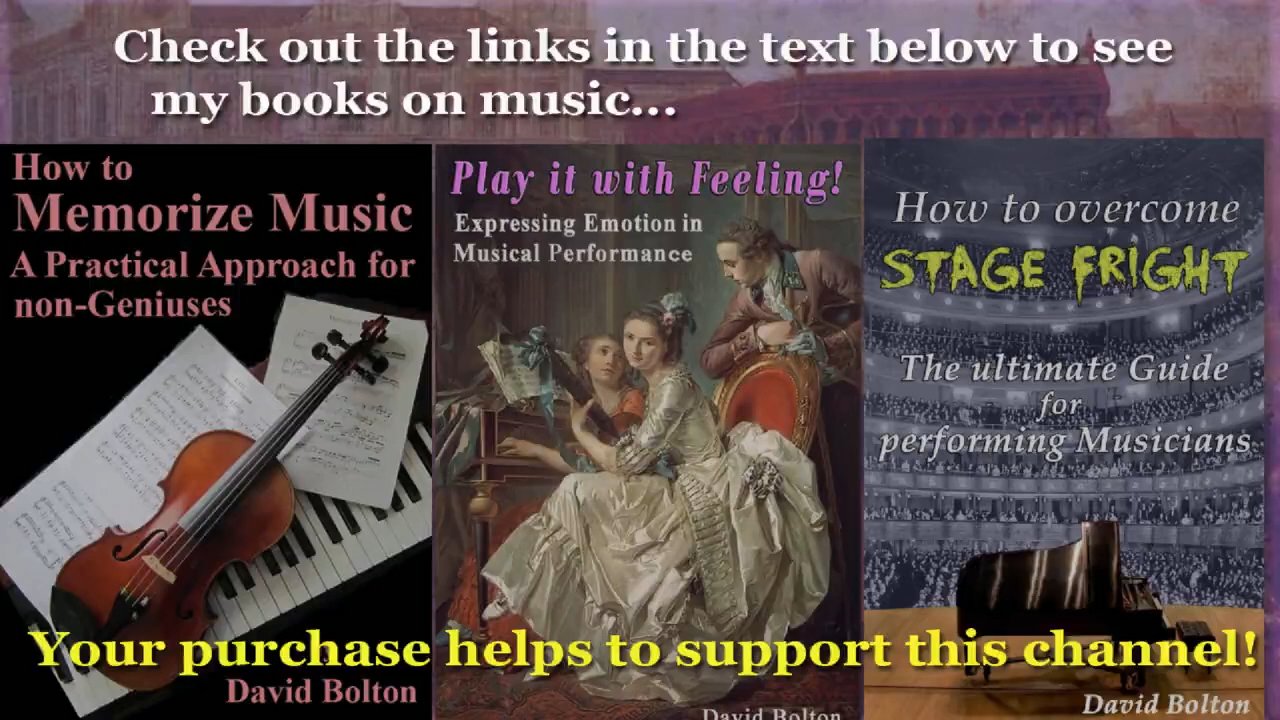 Check out the links in the text below to see
my books on music...
How to
Memorize Music
A Practical Approach for
non-Geniuses
David Bolton
Play it with Feeling!
Expressing Emotion in
Musical Performance
David Bolton
How to overcome
STAGE FRIGHT
The ultimate Guide
for
performing Musicians
David Bolton
Your purchase helps to support this channel!